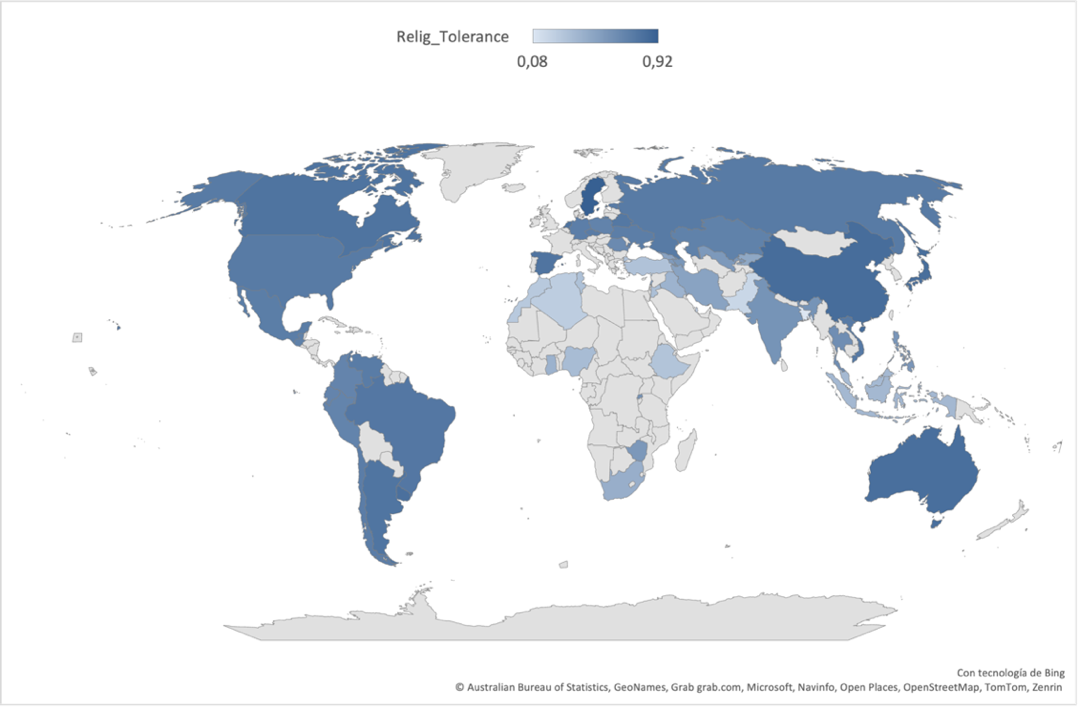 Relig_Tolerance
0,08 0,92
Con tecnología de Bing
© Australian Bureau of Statistics, GeoNames, Grab grab.com, Microsoft, Navinfo, Open Places, OpenStreetMap, TomTom, Zenrin